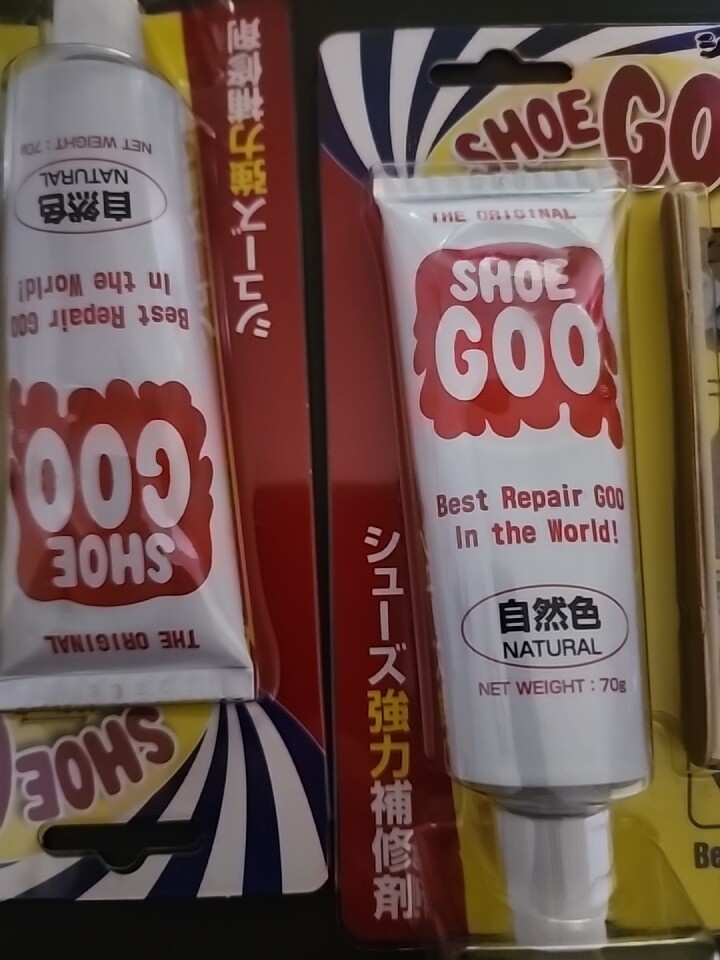 シューズ強力補修剤
NET WEIGHT : 70g
自然色
NATURAL
Best Repair GOO
In the World!
SHOE
GOO
THE ORIGINAL
SHOE
SHOE GO
THE ORIGINAL
SHOE
GOO
Best Repair GOO
In the World!
自然色
NATURAL
NET WEIGHT : 70g
シューズ強力補修剤
Be